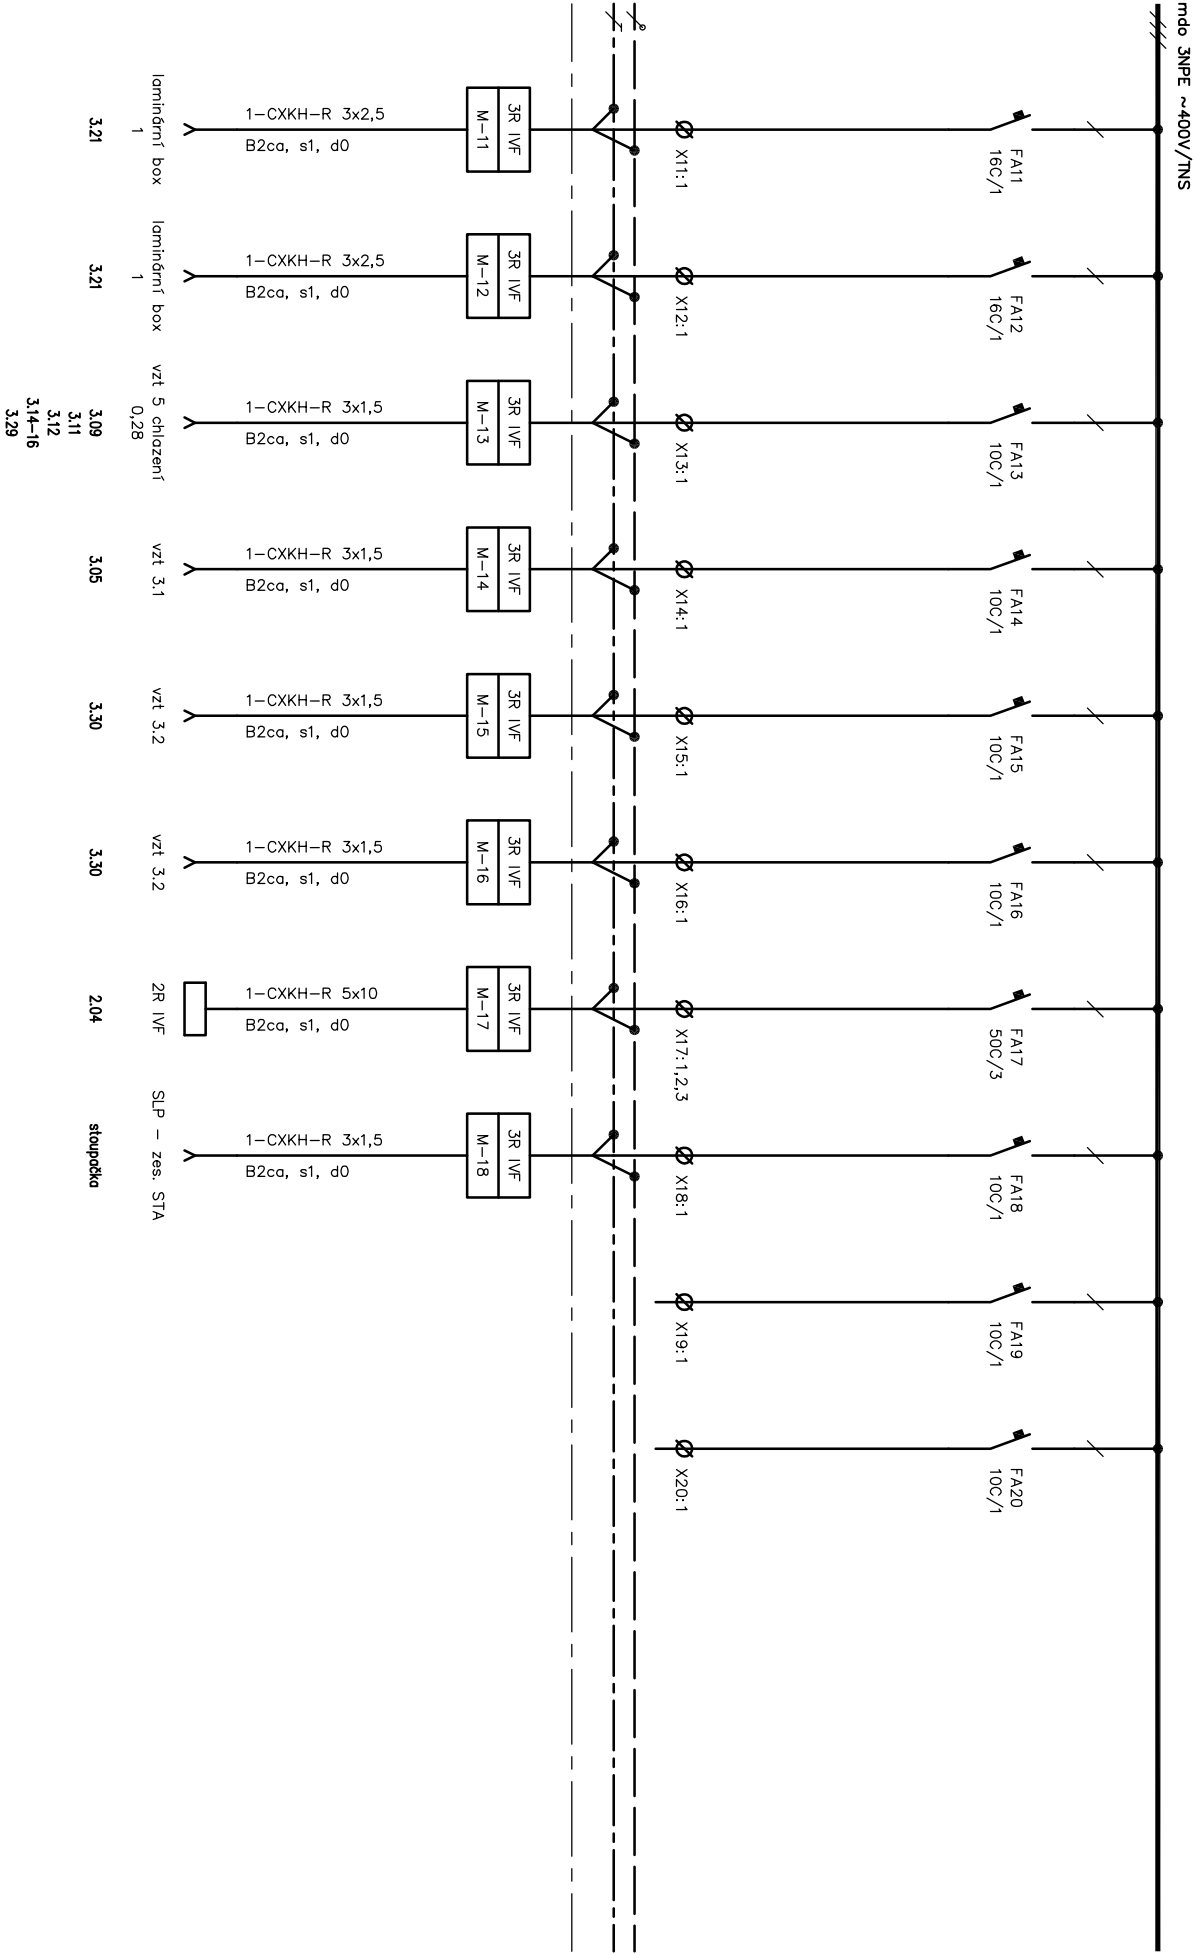 mdo 3NPE ~400V/TNS
FA11
16C/1
X11:1
3R IVF
M-11
1-CXKH-R 3x2,5
B2ca, s1, d0
laminární box
1
3.21
FA12
16C/1
X12:1
3R IVF
M-12
1-CXKH-R 3x2,5
B2ca, s1, d0
laminární box
1
3.21
FA13
10C/1
X13:1
3R IVF
M-13
1-CXKH-R 3x1,5
B2ca, s1, d0
vzt 5 chlazení
0,28
3.09
3.11
3.12
3.14-16
3.29
FA14
10C/1
X14:1
3R IVF
M-14
1-CXKH-R 3x1,5
B2ca, s1, d0
vzt 3.1
3.05
FA15
10C/1
X15:1
3R IVF
M-15
1-CXKH-R 3x1,5
B2ca, s1, d0
vzt 3.2
3.30
FA16
10C/1
X16:1
3R IVF
M-16
1-CXKH-R 3x1,5
B2ca, s1, d0
vzt 3.2
3.30
FA17
50C/3
X17:1,2,3
3R IVF
M-17
1-CXKH-R 5x10
B2ca, s1, d0
2R IVF
2.04
FA18
10C/1
X18:1
3R IVF
M-18
1-CXKH-R 3x1,5
B2ca, s1, d0
SLP - zes. STA
stoupačka
FA19
10C/1
X19:1
FA20
10C/1
X20:1